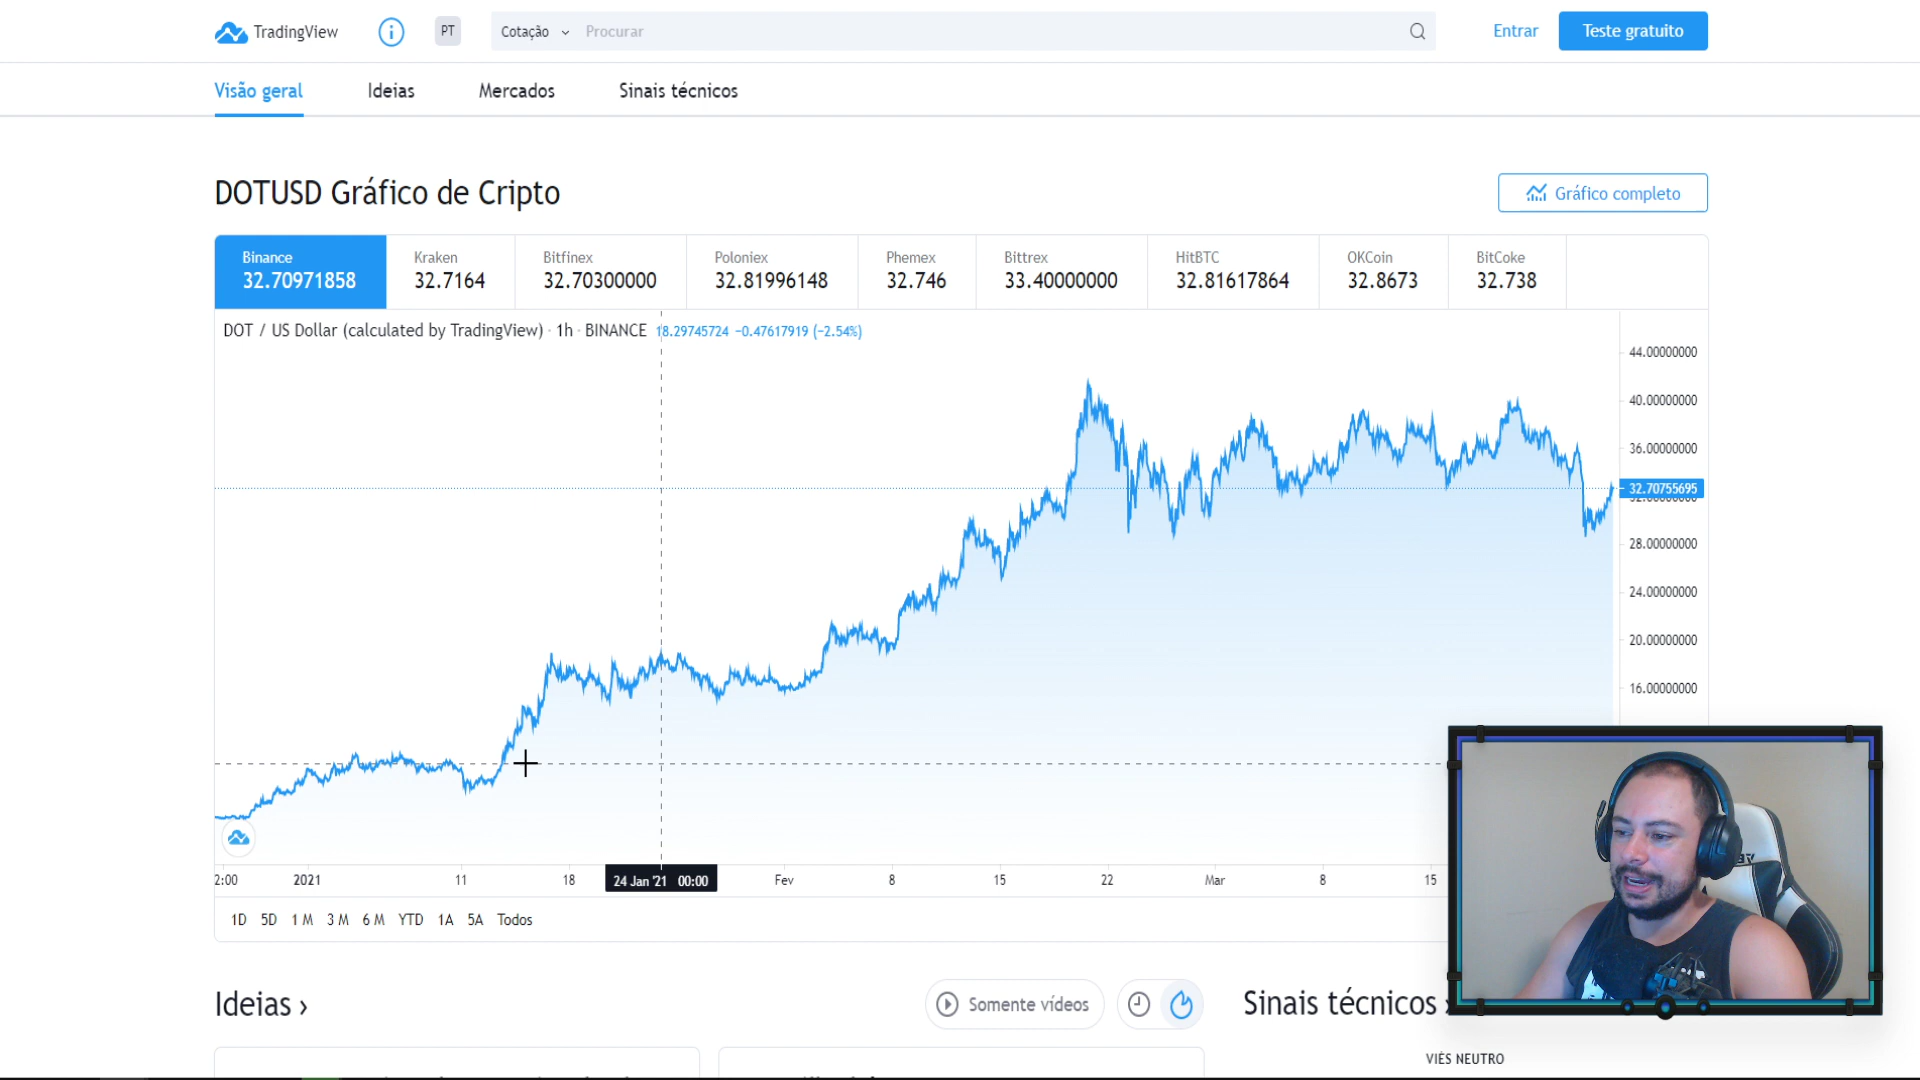 TradingView
PT
Cotação
Procurar
Entrar
Teste gratuito
Visão geral
Ideias
Mercados
Sinais técnicos
DOTUSD Gráfico de Cripto
Gráfico completo
Binance
32.70971858
Kraken
32.7164
Bitfinex
32.70300000
Poloniex
32.81996148
Phemex
32.746
Bittrex
33.40000000
HitBTC
32.81617864
OKCoin
32.8673
BitCoke
32.738
DOT / US Dollar (calculated by TradingView) · 1h · BINANCE 18.29745724 −0.47617919 (−2.54%)
44.00000000
40.00000000
36.00000000
32.70755695
28.00000000
24.00000000
20.00000000
16.00000000
2:00
2021
11
18
24 Jan '21 00:00
Fev
8
15
22
Mar
8
15
1D 5D 1 M 3 M 6 M YTD 1A 5A Todos
Ideias ›
Somente vídeos
Sinais técnicos
VIÉS NEUTRO